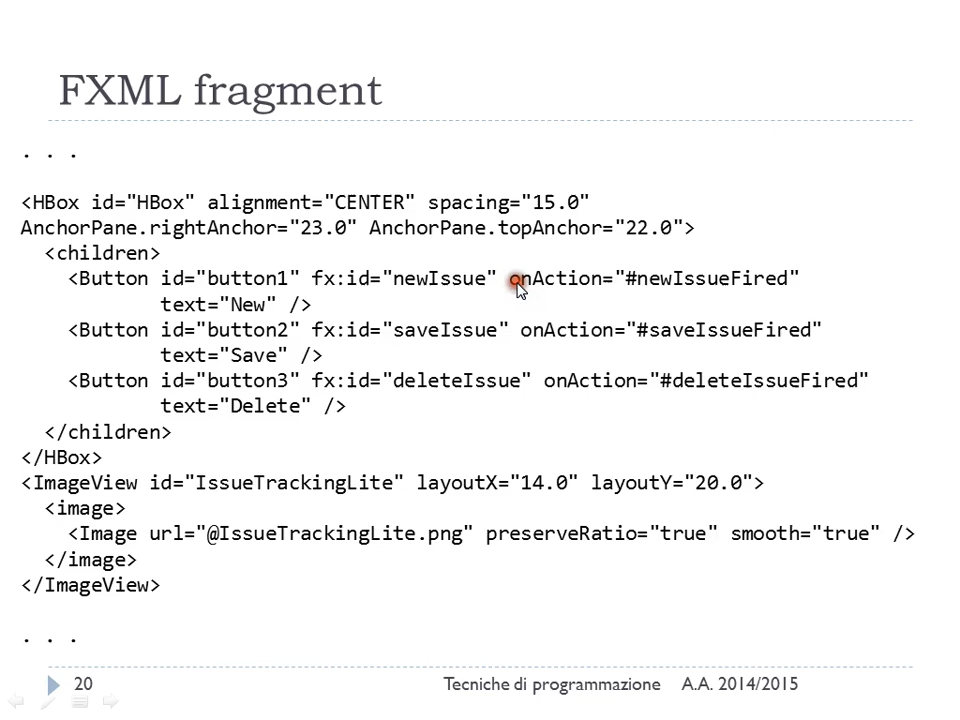 FXML fragment
. . .
<HBox id="HBox" alignment="CENTER" spacing="15.0"
AnchorPane.rightAnchor="23.0" AnchorPane.topAnchor="22.0">
<children>
<Button id="button1" fx:id="newIssue" onAction="#newIssueFired"
text="New" />
<Button id="button2" fx:id="saveIssue" onAction="#saveIssueFired"
text="Save" />
<Button id="button3" fx:id="deleteIssue" onAction="#deleteIssueFired"
text="Delete" />
</children>
</HBox>
<ImageView id="IssueTrackingLite" layoutX="14.0" layoutY="20.0">
<image>
<Image url="@IssueTrackingLite.png" preserveRatio="true" smooth="true" />
</image>
</ImageView>
. . .
20 Tecniche di programmazione A.A. 2014/2015